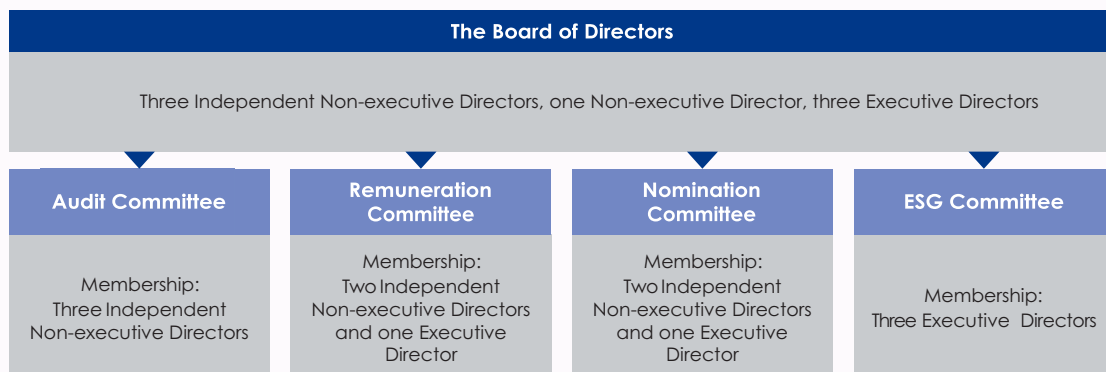 The Board of Directors
Three Independent Non-executive Directors, one Non-executive Director, three Executive Directors
Audit Committee
Membership:
Three Independent
Non-executive Directors
Remuneration
Committee
Membership:
Two Independent
Non-executive Directors
and one Executive
Director
Nomination
Committee
Membership:
Two Independent
Non-executive Directors
and one Executive
Director
ESG Committee
Membership:
Three Executive Directors